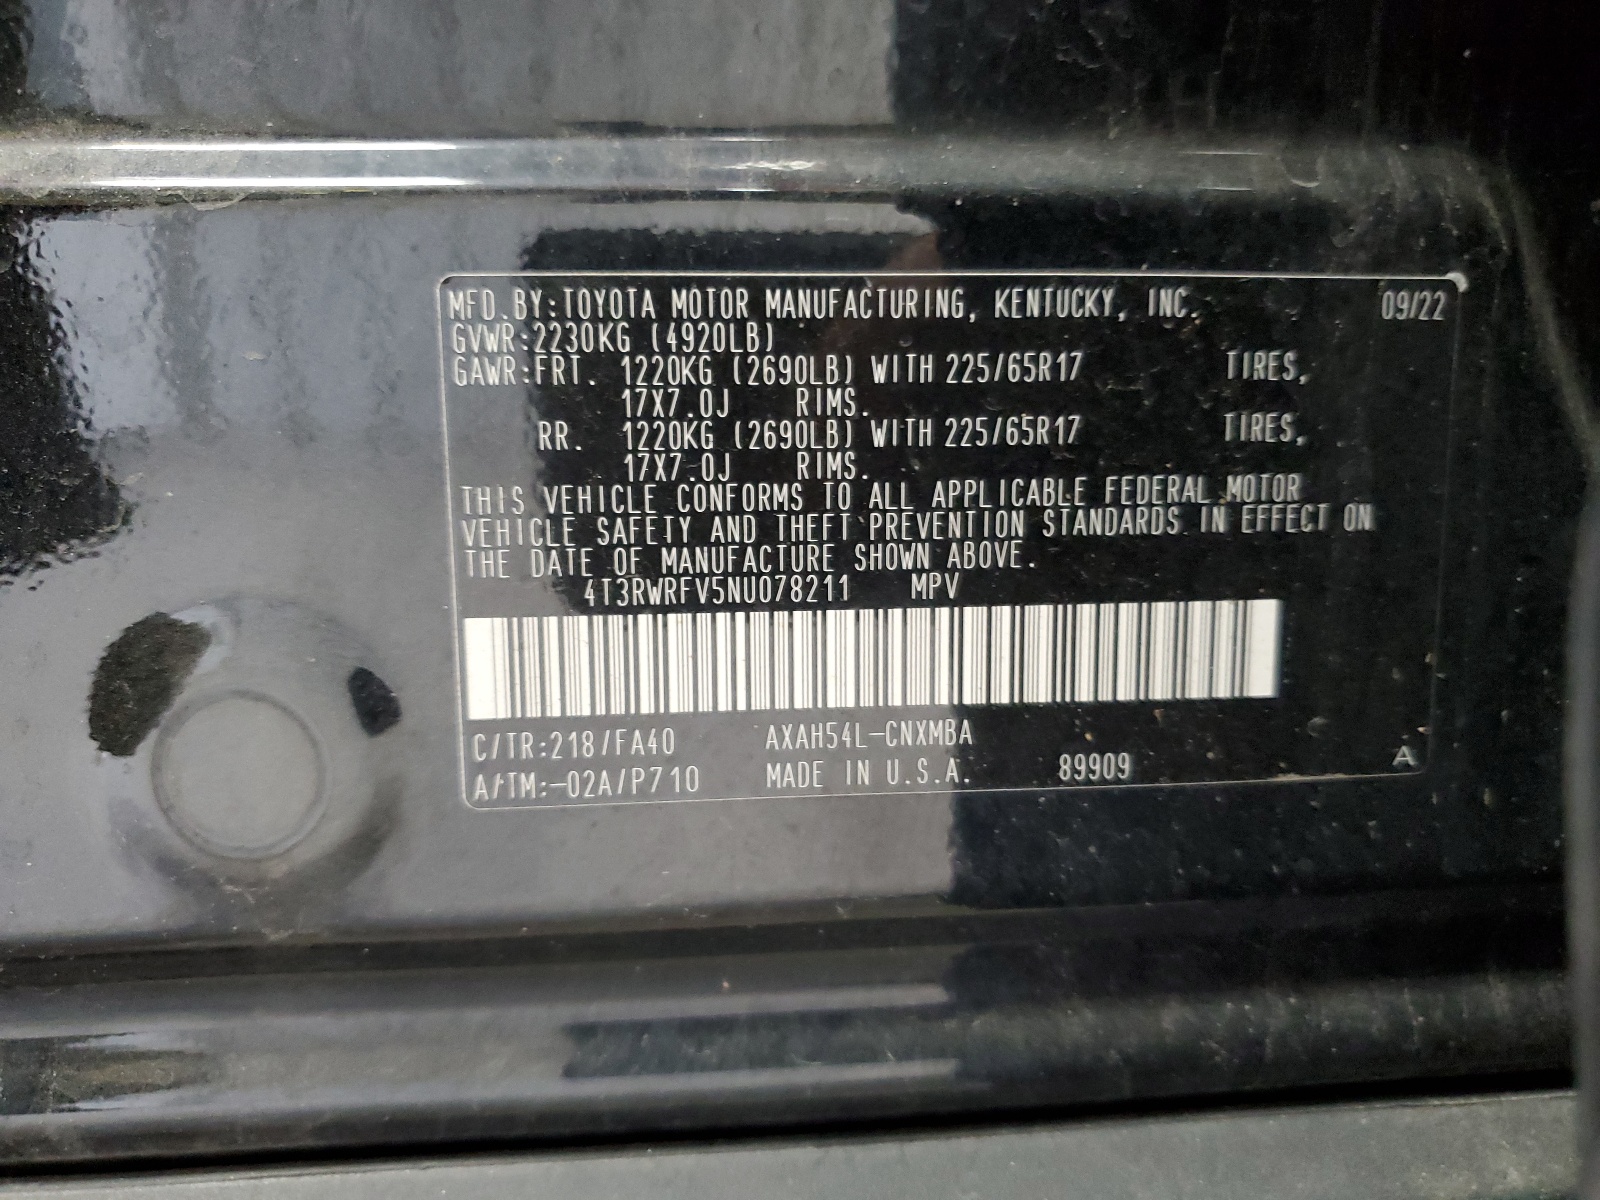 MFD.BY:TOYOTA MOTOR MANUFACTURING, KENTUCKY, INC. 09/22
GVWR:2230KG (4920LB)
GAWR:FRT. 1220KG (2690LB) WITH 225/65R17 TIRES,
17X7.0J RIMS.
RR. 1220KG (2690LB) WITH 225/65R17 TIRES,
17X7.0J RIMS.
THIS VEHICLE CONFORMS TO ALL APPLICABLE FEDERAL MOTOR
VEHICLE SAFETY AND THEFT PREVENTION STANDARDS IN EFFECT ON
THE DATE OF MANUFACTURE SHOWN ABOVE.
4T3RWRFV5NU078211 MPV
C/TR:218/FA40 AXAH54L-CNXMBA
A/TM:-02A/P710 MADE IN U.S.A. 89909 A